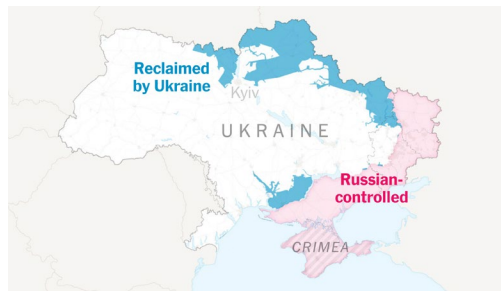 Reclaimed
by Ukraine
Kyiv
UKRAINE
Russian-
controlled
CRIMEA